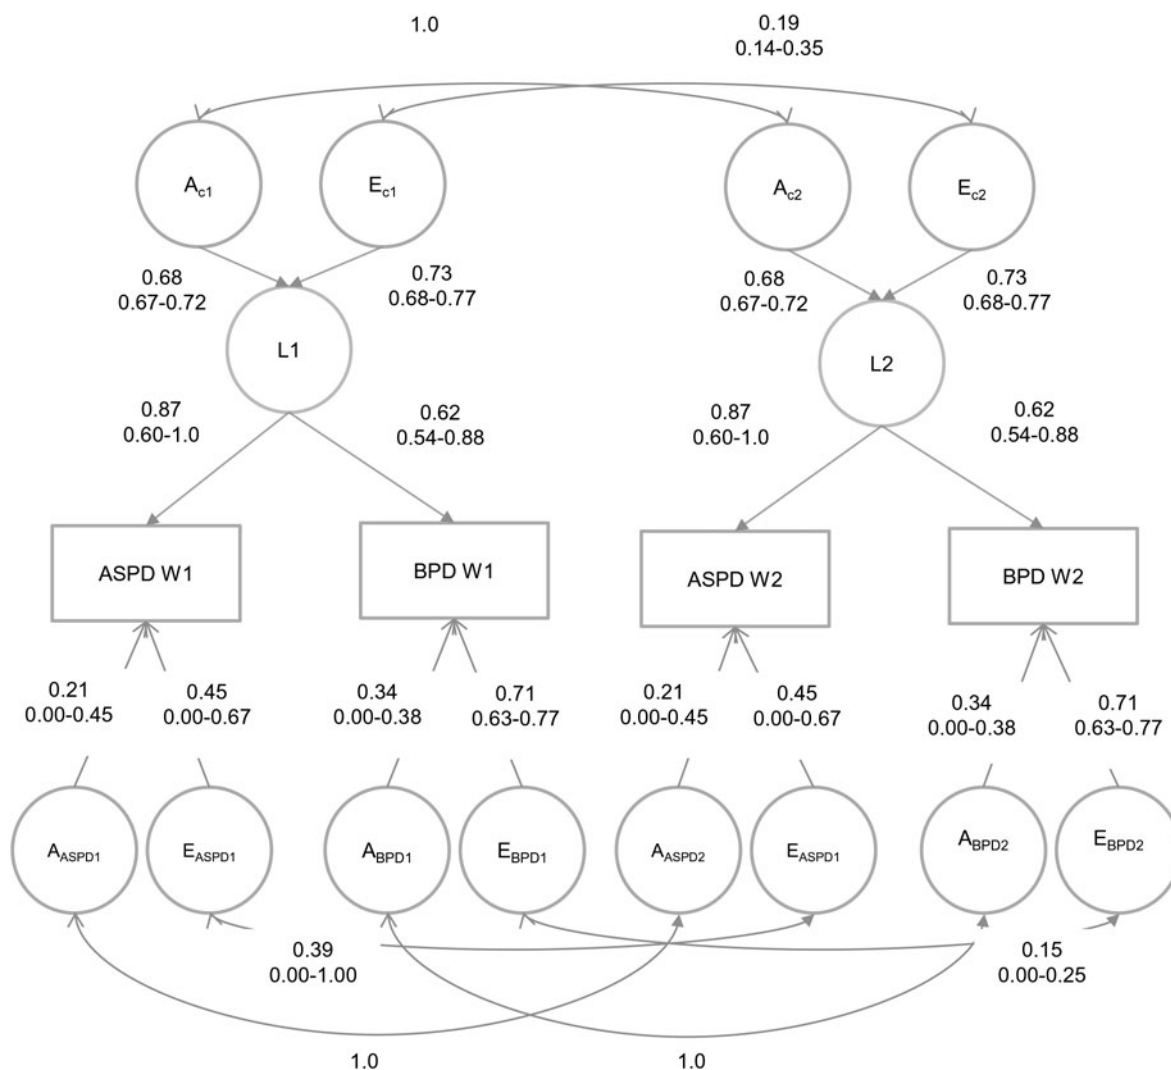 1.0
0.19
0.14-0.35
A_c1
E_c1
A_c2
E_c2
0.68
0.67-0.72
0.73
0.68-0.77
0.68
0.67-0.72
0.73
0.68-0.77
L1
L2
0.87
0.60-1.0
0.62
0.54-0.88
0.87
0.60-1.0
0.62
0.54-0.88
ASPD W1
BPD W1
ASPD W2
BPD W2
0.21
0.00-0.45
0.45
0.00-0.67
0.34
0.00-0.38
0.71
0.63-0.77
0.21
0.00-0.45
0.45
0.00-0.67
0.34
0.00-0.38
0.71
0.63-0.77
A_ASPD1
E_ASPD1
A_BPD1
E_BPD1
A_ASPD2
E_ASPD1
A_BPD2
E_BPD2
0.39
0.00-1.00
0.15
0.00-0.25
1.0
1.0